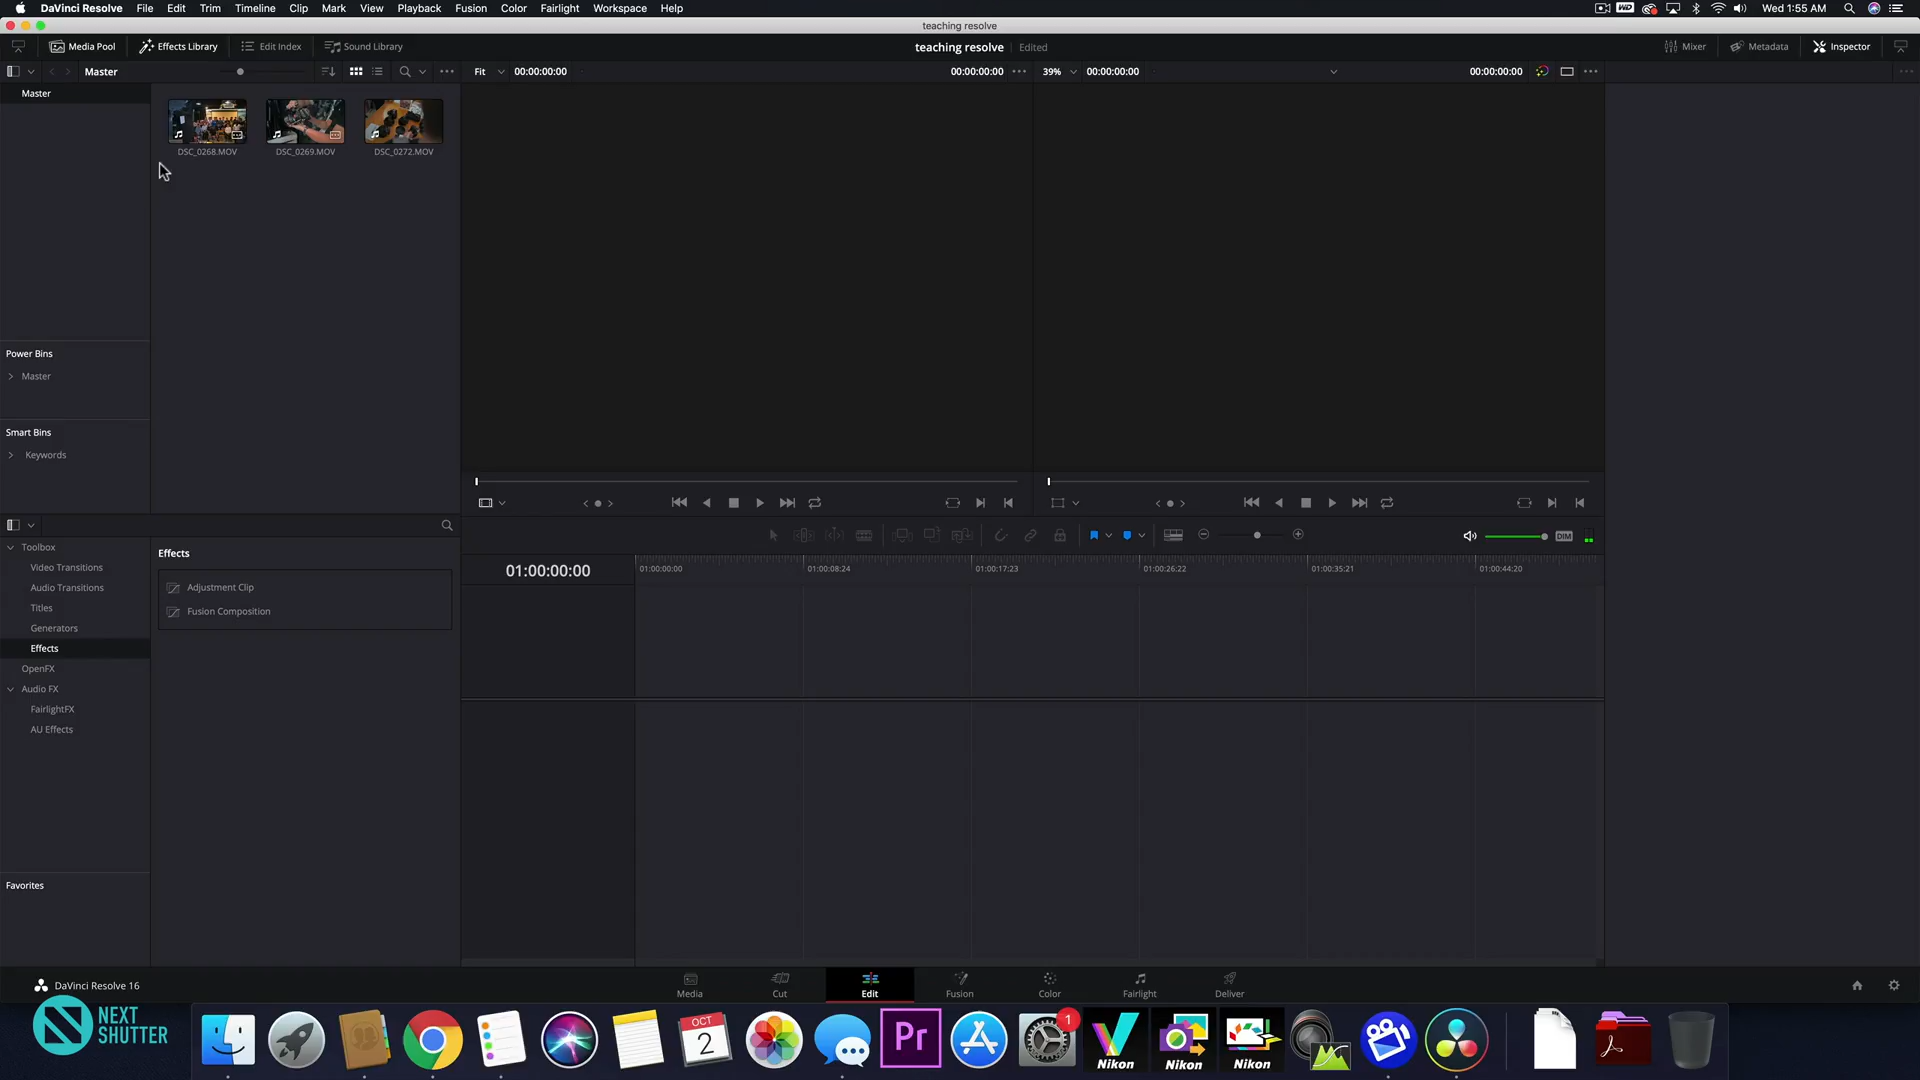 DaVinci Resolve File Edit Trim Timeline Clip Mark View Playback Fusion Color Fairlight Workspace Help Wed 1:55 AM
teaching resolve
Media Pool Effects Library Edit Index Sound Library teaching resolve Edited Mixer Metadata Inspector
Master Fit 00:00:00:00 00:00:00:00 39% 00:00:00:00 00:00:00:00
Master
DSC_0268.MOV DSC_0269.MOV DSC_0272.MOV
Power Bins
Master
Smart Bins
Keywords
DIM
Toolbox
Video Transitions
Audio Transitions
Titles
Generators
Effects
OpenFX
Audio FX
FairlightFX
AU Effects
Effects
Adjustment Clip
Fusion Composition
01:00:00:00
01:00:00:00 01:00:08:24 01:00:17:23 01:00:26:22 01:00:35:21 01:00:44:20
Favorites
DaVinci Resolve 16
Media Cut Edit Fusion Color Fairlight Deliver
NEXT
SHUTTER
OCT
2
Pr
1
Nikon Nikon Nikon